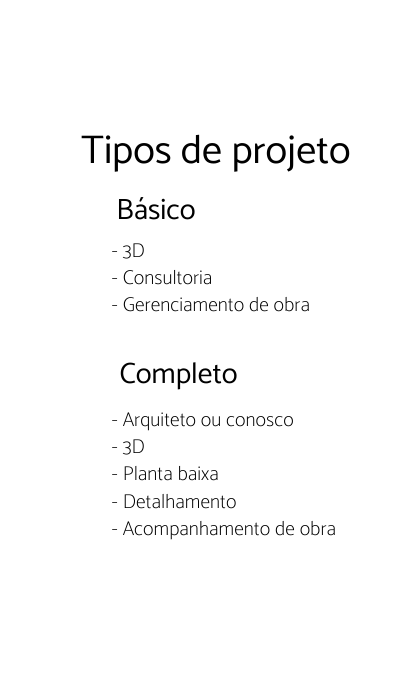 Tipos de projeto
Básico
- 3D
- Consultoria
- Gerenciamento de obra
Completo
- Arquiteto ou conosco
- 3D
- Planta baixa
- Detalhamento
- Acompanhamento de obra